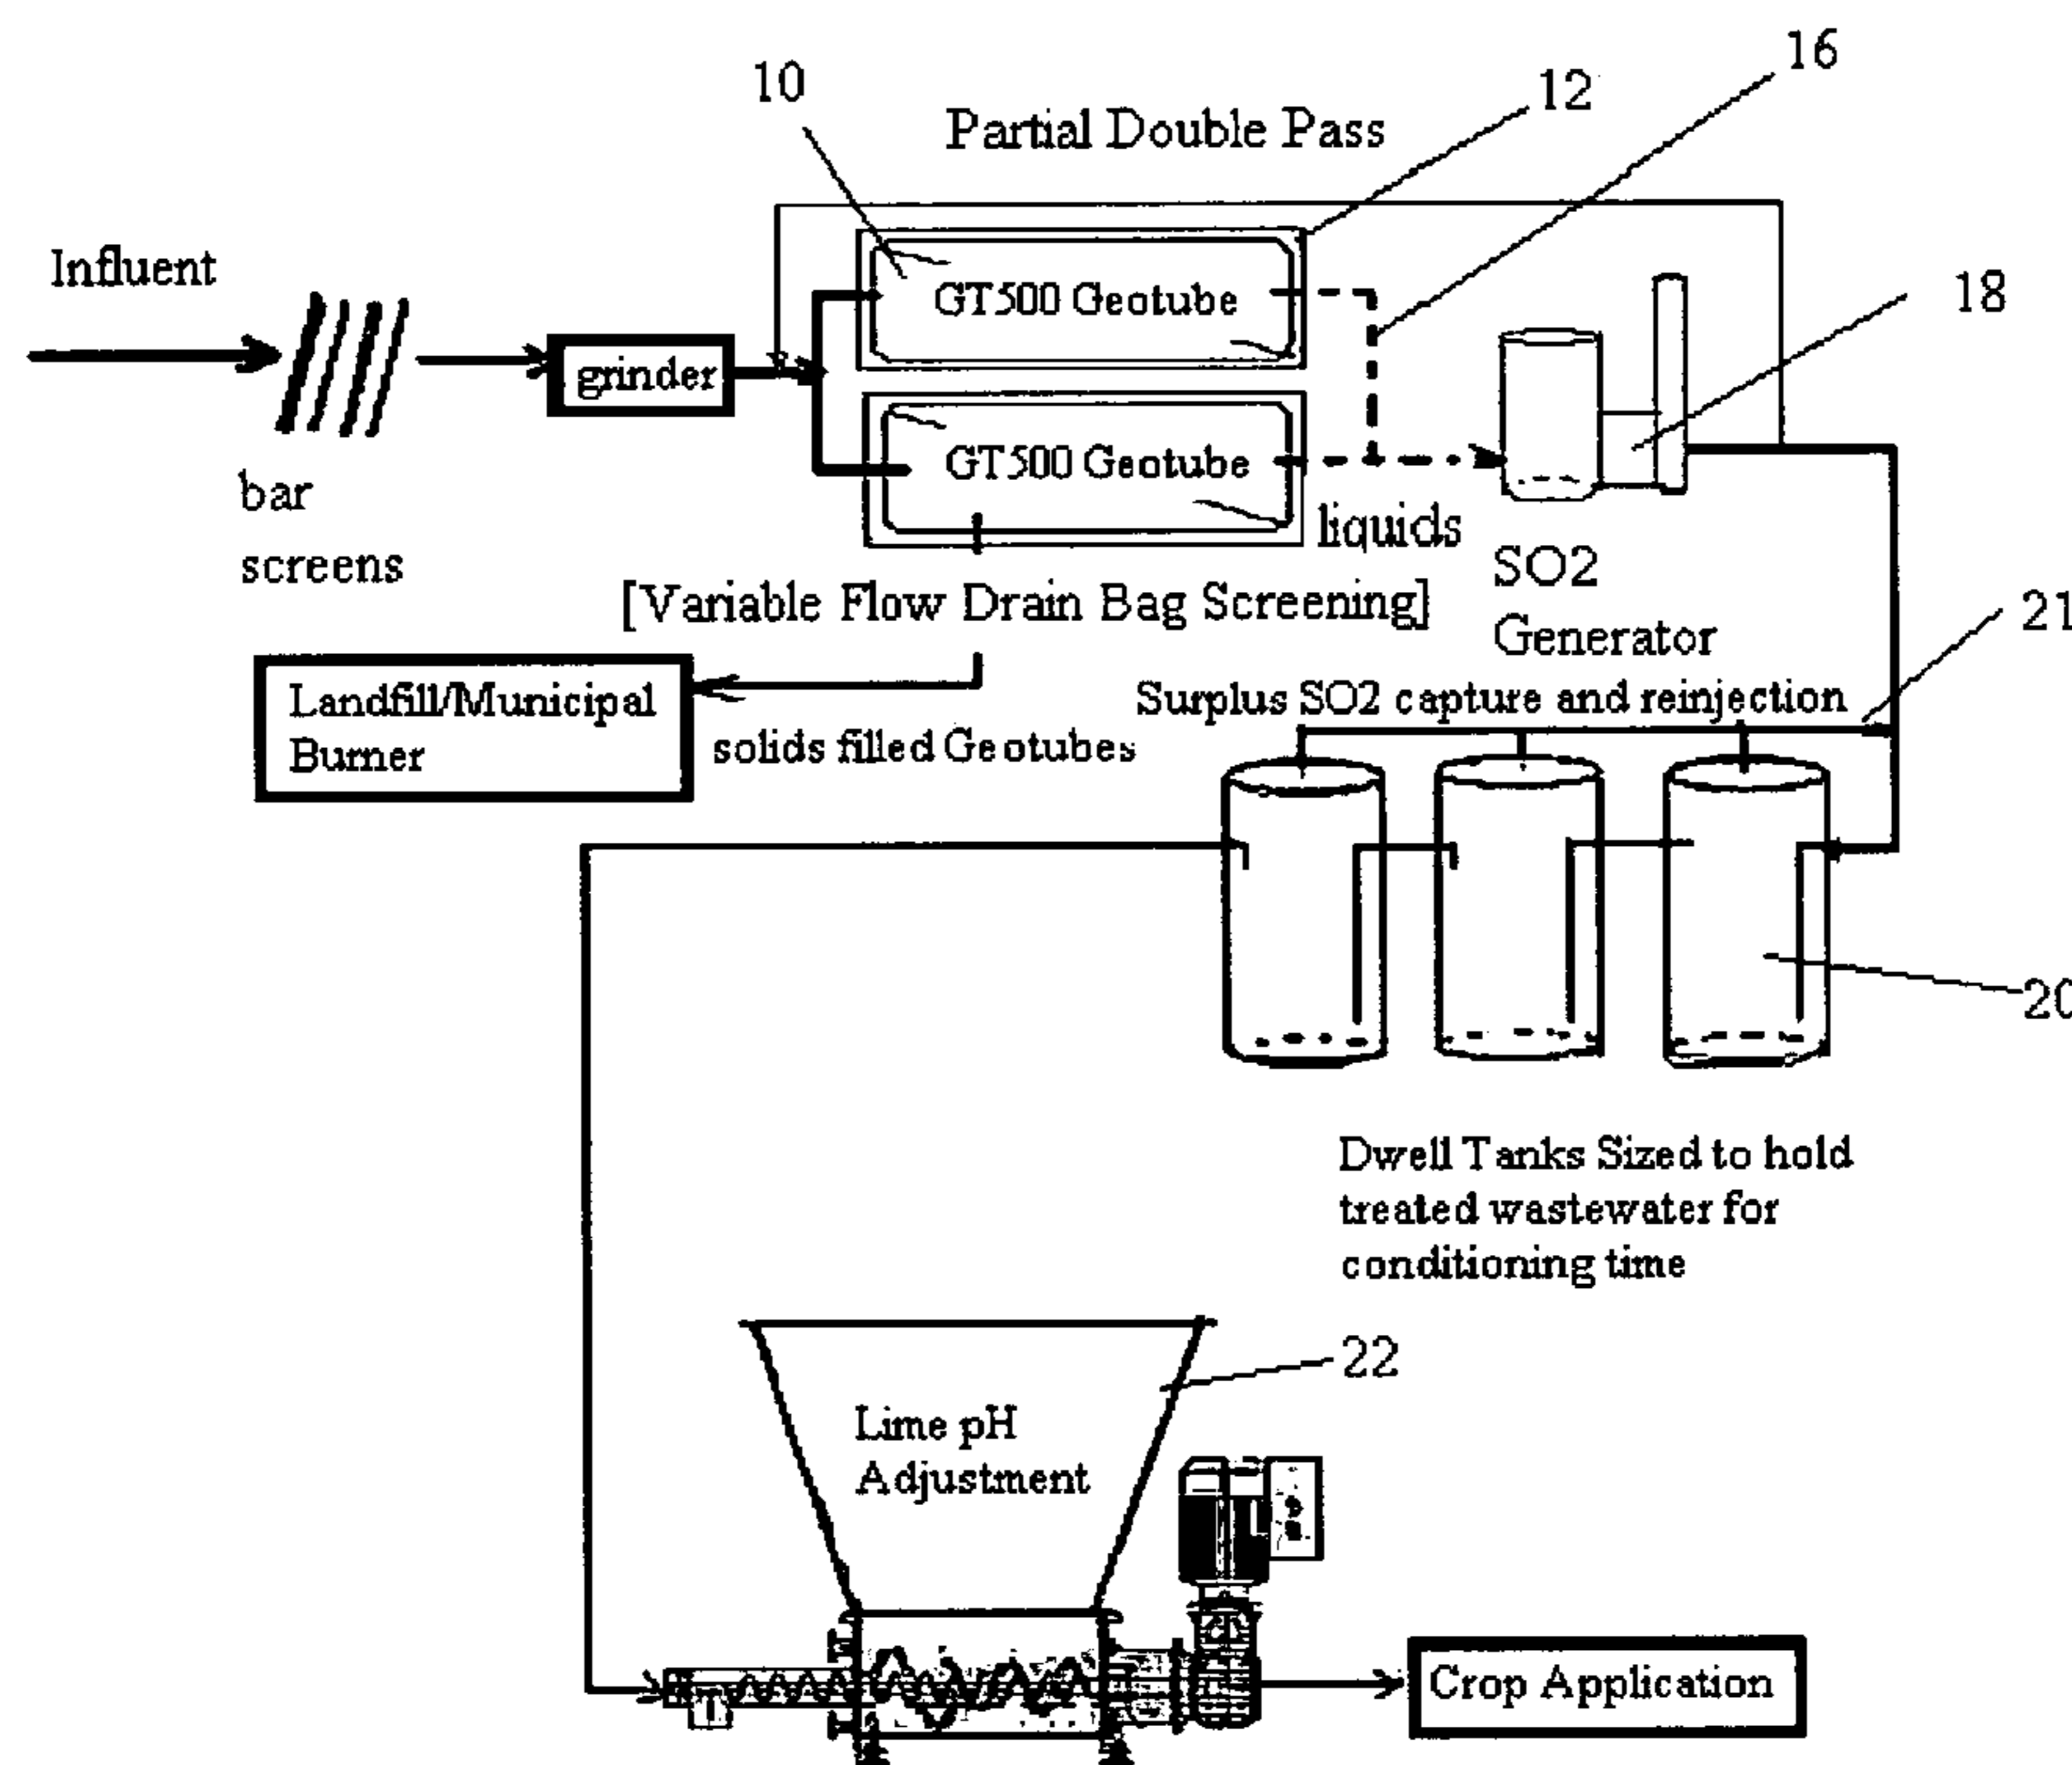 16
10
12
Partial Double Pass
Influent
GT500 Geotube
18
grinder
GT500 Geotube
bar
screens
liquids
SO2
Generator
[Variable Flow Drain Bag Screening]
21
Landfill/Municipal
Burner
solids filled Geotubes
Surplus SO2 capture and reinjection
20
Dwell Tanks Sized to hold
treated wastewater for
conditioning time
22
Lime pH
Adjustment
Crop Application